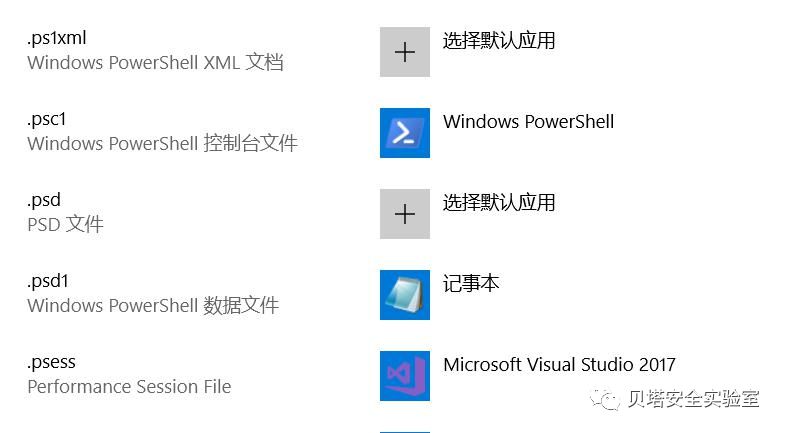 .ps1xml
Windows PowerShell XML 文档
选择默认应用
.psc1
Windows PowerShell 控制台文件
Windows PowerShell
.psd
PSD 文件
选择默认应用
.psd1
Windows PowerShell 数据文件
记事本
.psess
Performance Session File
Microsoft Visual Studio 2017
贝塔安全实验室